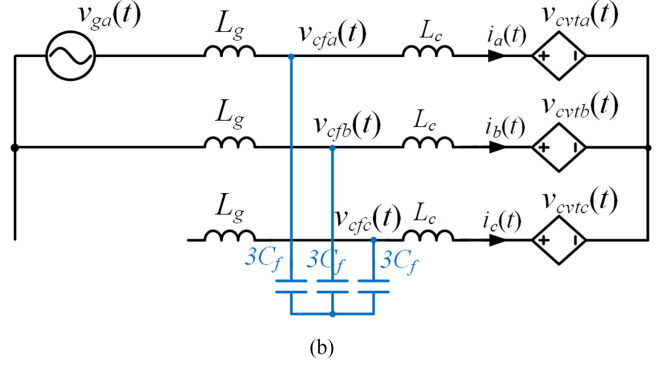 v_ga(t)
L_g v_cfa(t) L_c i_a(t) v_cvta(t)
+ −
L_g v_cfb(t) L_c i_b(t) v_cvtb(t)
+ −
L_g v_cfc(t) L_c i_c(t) v_cvtc(t)
+ −
3C_f 3C_f 3C_f
(b)